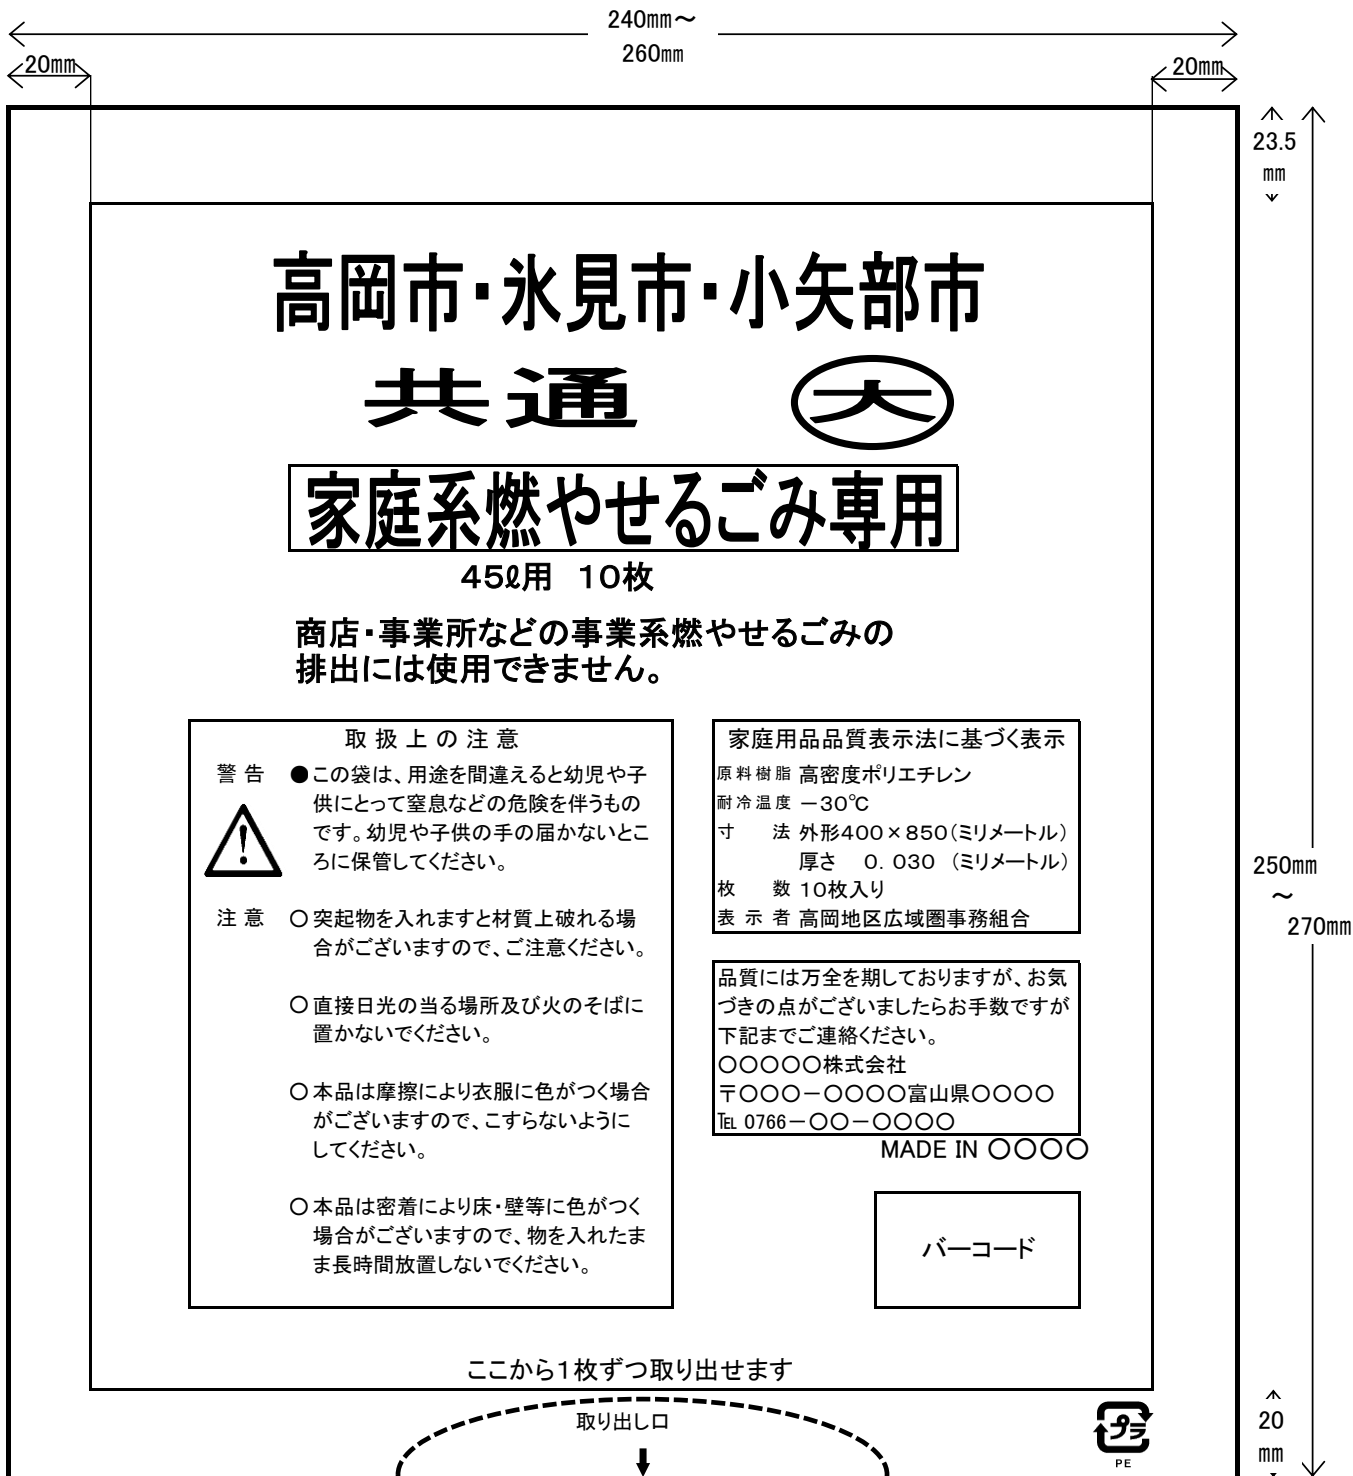 240㎜～
260㎜
20㎜
20㎜
23.5
㎜
高岡市・氷見市・小矢部市
共通 大
家庭系燃やせるごみ専用
45ℓ用 10枚
商店・事業所などの事業系燃やせるごみの
排出には使用できません。
取扱上の注意
警告 ●この袋は、用途を間違えると幼児や子
供にとって窒息などの危険を伴うもの
です。幼児や子供の手の届かないとこ
ろに保管してください。
注意 ○突起物を入れますと材質上破れる場
合がございますので、ご注意ください。
○直接日光の当る場所及び火のそばに
置かないでください。
○本品は摩擦により衣服に色がつく場合
がございますので、こすらないように
してください。
○本品は密着により床・壁等に色がつく
場合がございますので、物を入れたま
ま長時間放置しないでください。
家庭用品品質表示法に基づく表示
原料樹脂 高密度ポリエチレン
耐冷温度 －30℃
寸法 外形400×850（ミリメートル）
厚さ 0．030 （ミリメートル）
枚数 10枚入り
表示者 高岡地区広域圏事務組合
品質には万全を期しておりますが、お気
づきの点がございましたらお手数ですが
下記までご連絡ください。
○○○○○株式会社
〒○○○－○○○○富山県○○○○
℡ 0766－○○－○○○○
MADE IN ○○○○
バーコード
250㎜
～
270㎜
ここから1枚ずつ取り出せます
取り出し口
プラ
PE
20
㎜